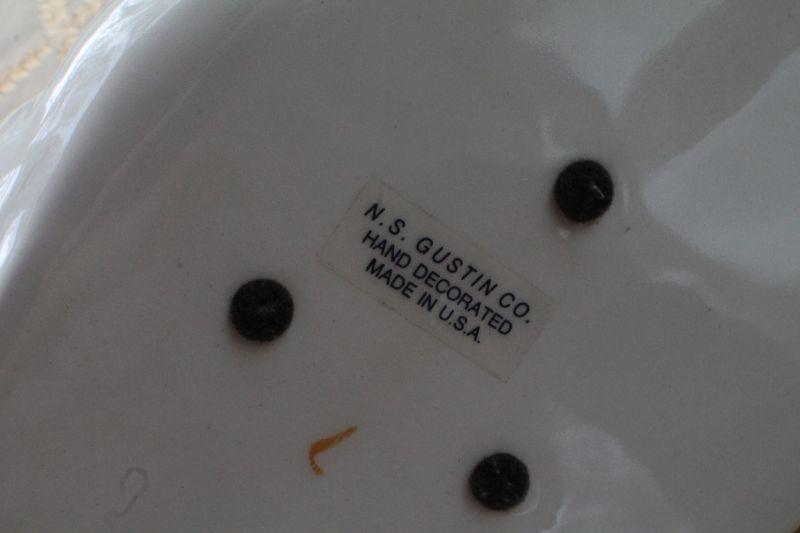 N. S. GUSTIN CO.
HAND DECORATED
MADE IN U.S.A.